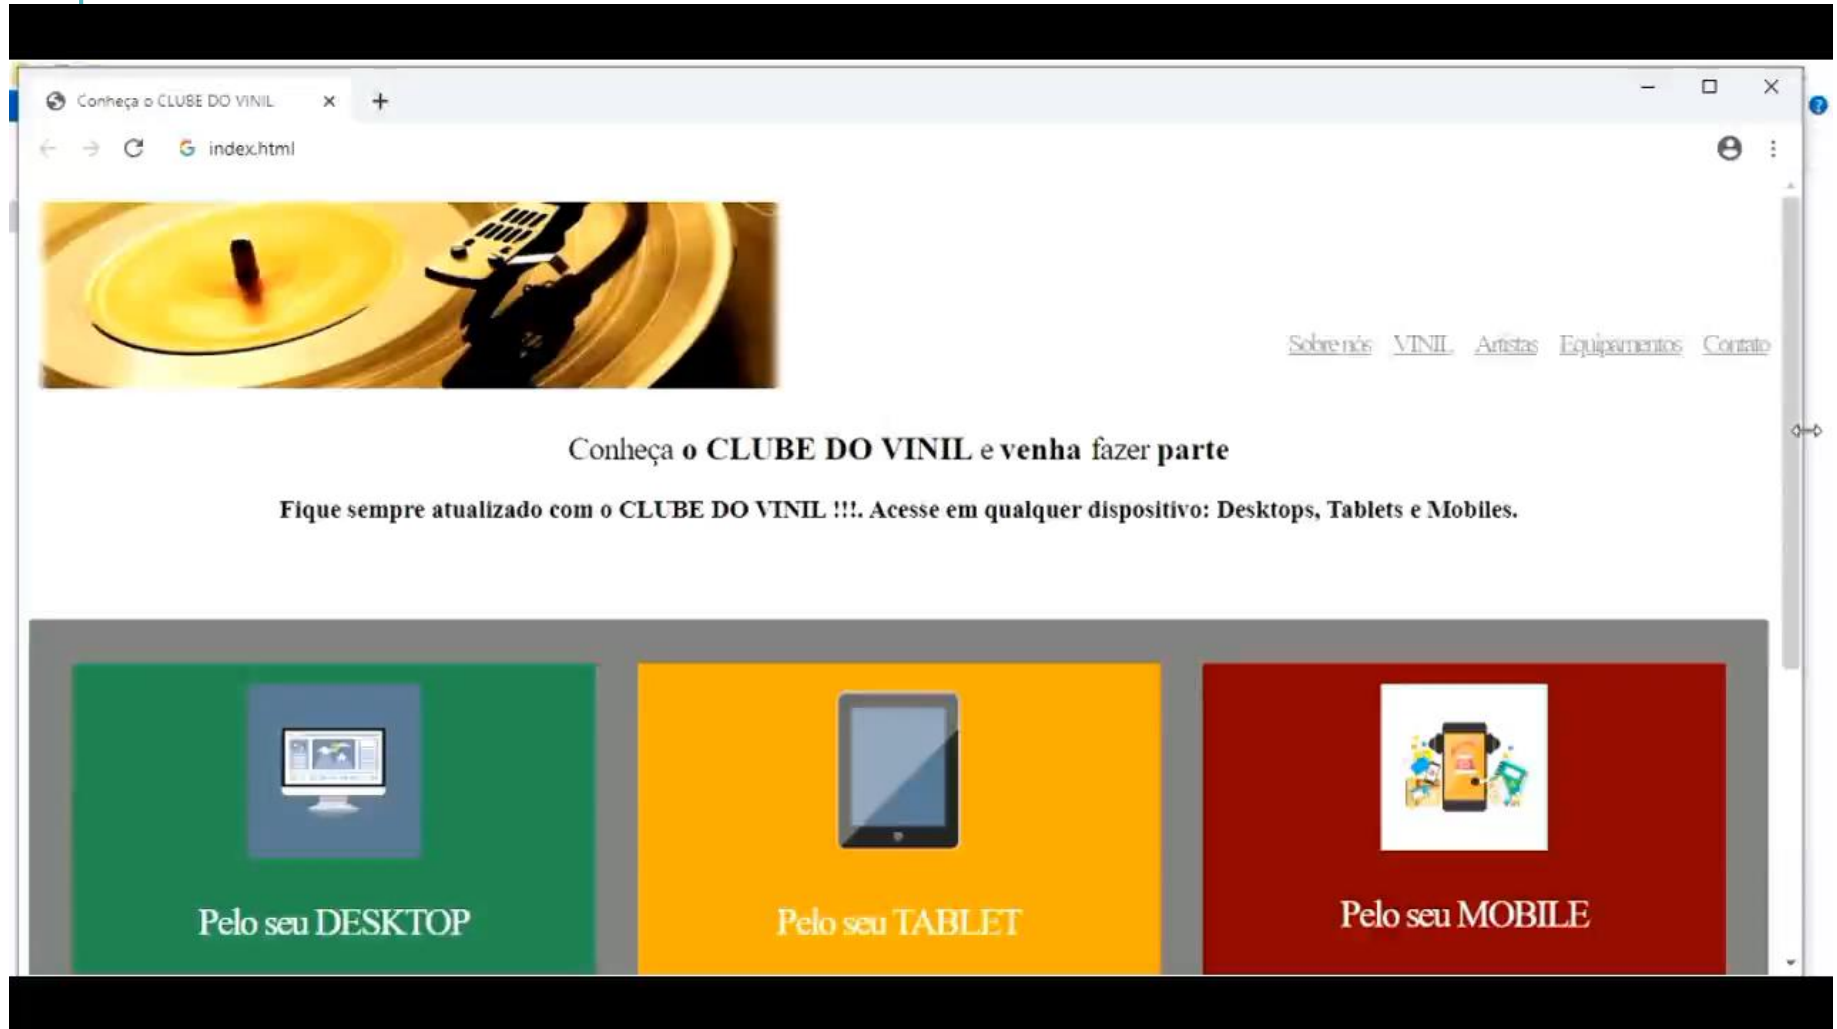 Conheça o CLUBE DO VINIL
index.html
Sobre nós VINIL Artistas Equipamentos Contato
Conheça o CLUBE DO VINIL e venha fazer parte
Fique sempre atualizado com o CLUBE DO VINIL !!!. Acesse em qualquer dispositivo: Desktops, Tablets e Mobiles.
Pelo seu DESKTOP
Pelo seu TABLET
Pelo seu MOBILE